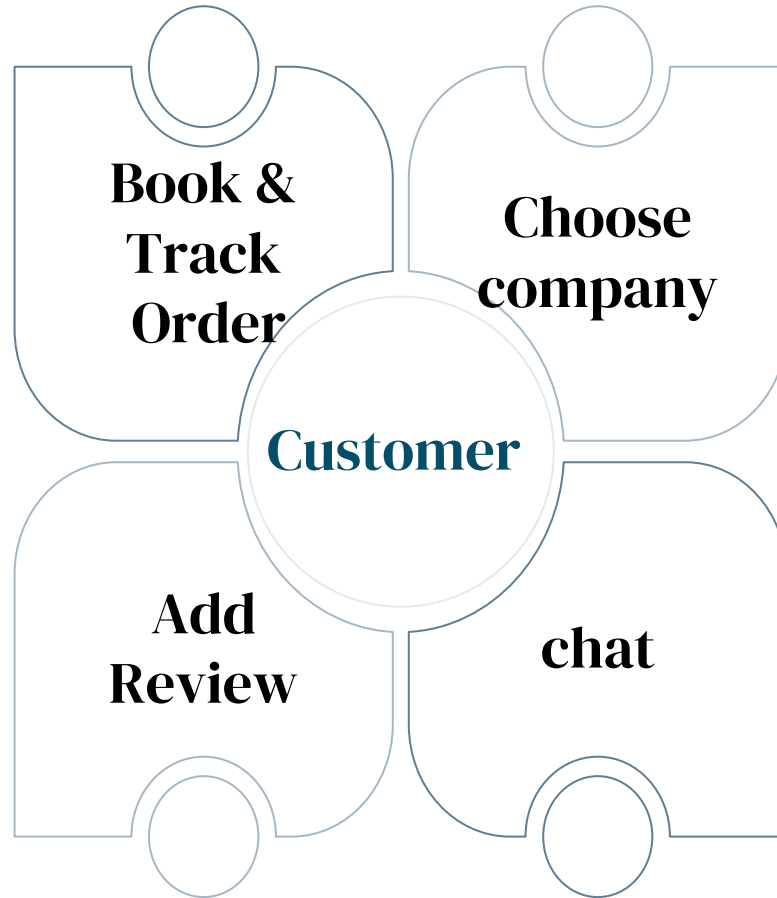 Book &
Track
Order
Choose
company
Customer
Add
Review
chat